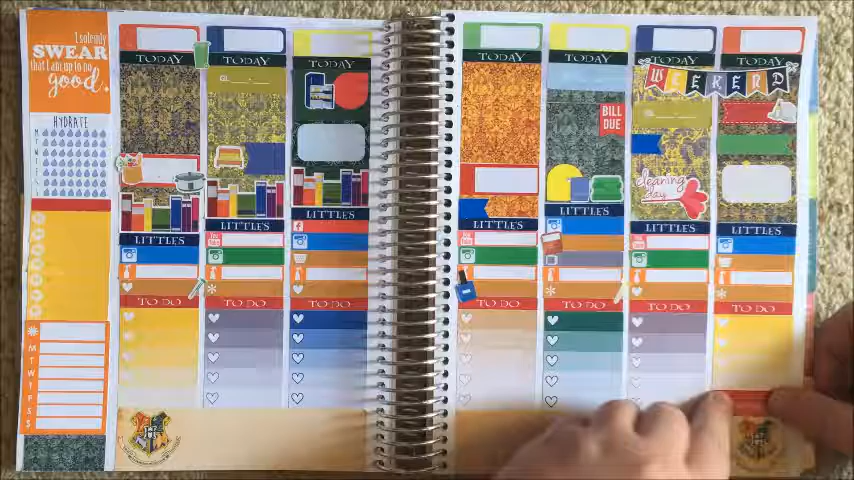 I solemnly
SWEAR
that I am up to no
good.
HYDRATE
M
T
W
T
F
S
S
M
T
W
T
F
S
S
TODAY
LITTLES
TO DO
TODAY
LITTLES
TO DO
TODAY
LITTLES
TO DO
TODAY
LITTLES
TO DO
TODAY
BILL
DUE
LITTLES
TO DO
TODAY
WEEKEND
cleaning
day
LITTLES
TO DO
TODAY
LITTLES
TO DO